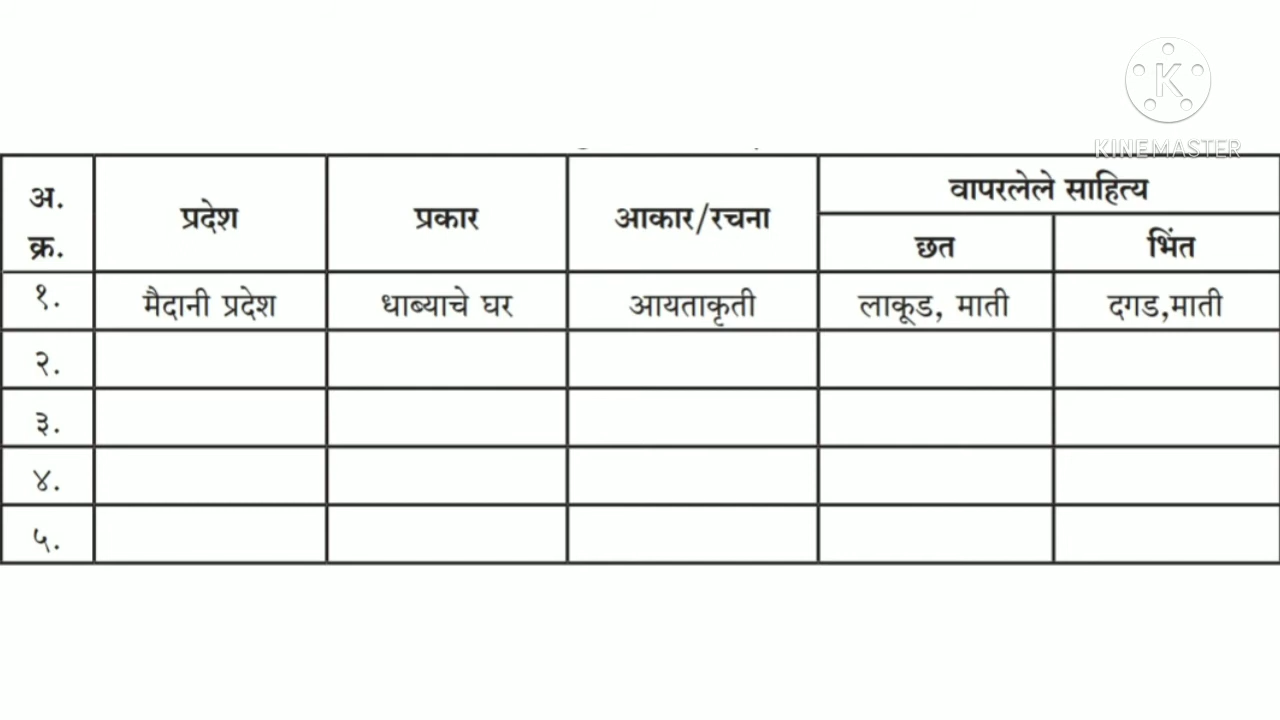 K
KINEMASTER
अ.
क्र.
प्रदेश
प्रकार
आकार/रचना
वापरलेले साहित्य
छत
भिंत
१.
मैदानी प्रदेश
धाब्याचे घर
आयताकृती
लाकूड, माती
दगड,माती
२.
३.
४.
५.